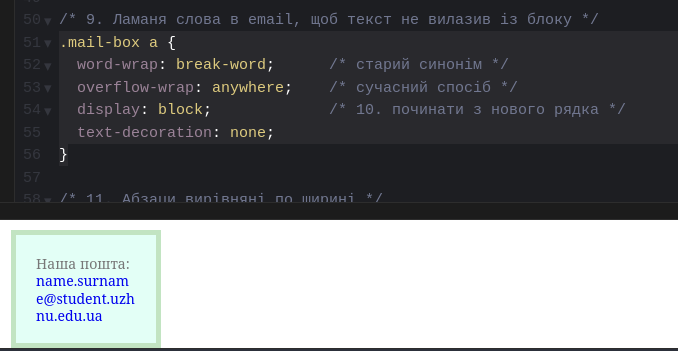 50 /* 9. Ламаня слова в email, щоб текст не вилазив із блоку */
51 .mail-box a {
52 word-wrap: break-word; /* старий синонім */
53 overflow-wrap: anywhere; /* сучасний спосіб */
54 display: block; /* 10. починати з нового рядка */
55 text-decoration: none;
56 }
57
58 /* 11. Абзаци вирівняні по ширині */
Наша пошта:
name.surnam
e@student.uzh
nu.edu.ua